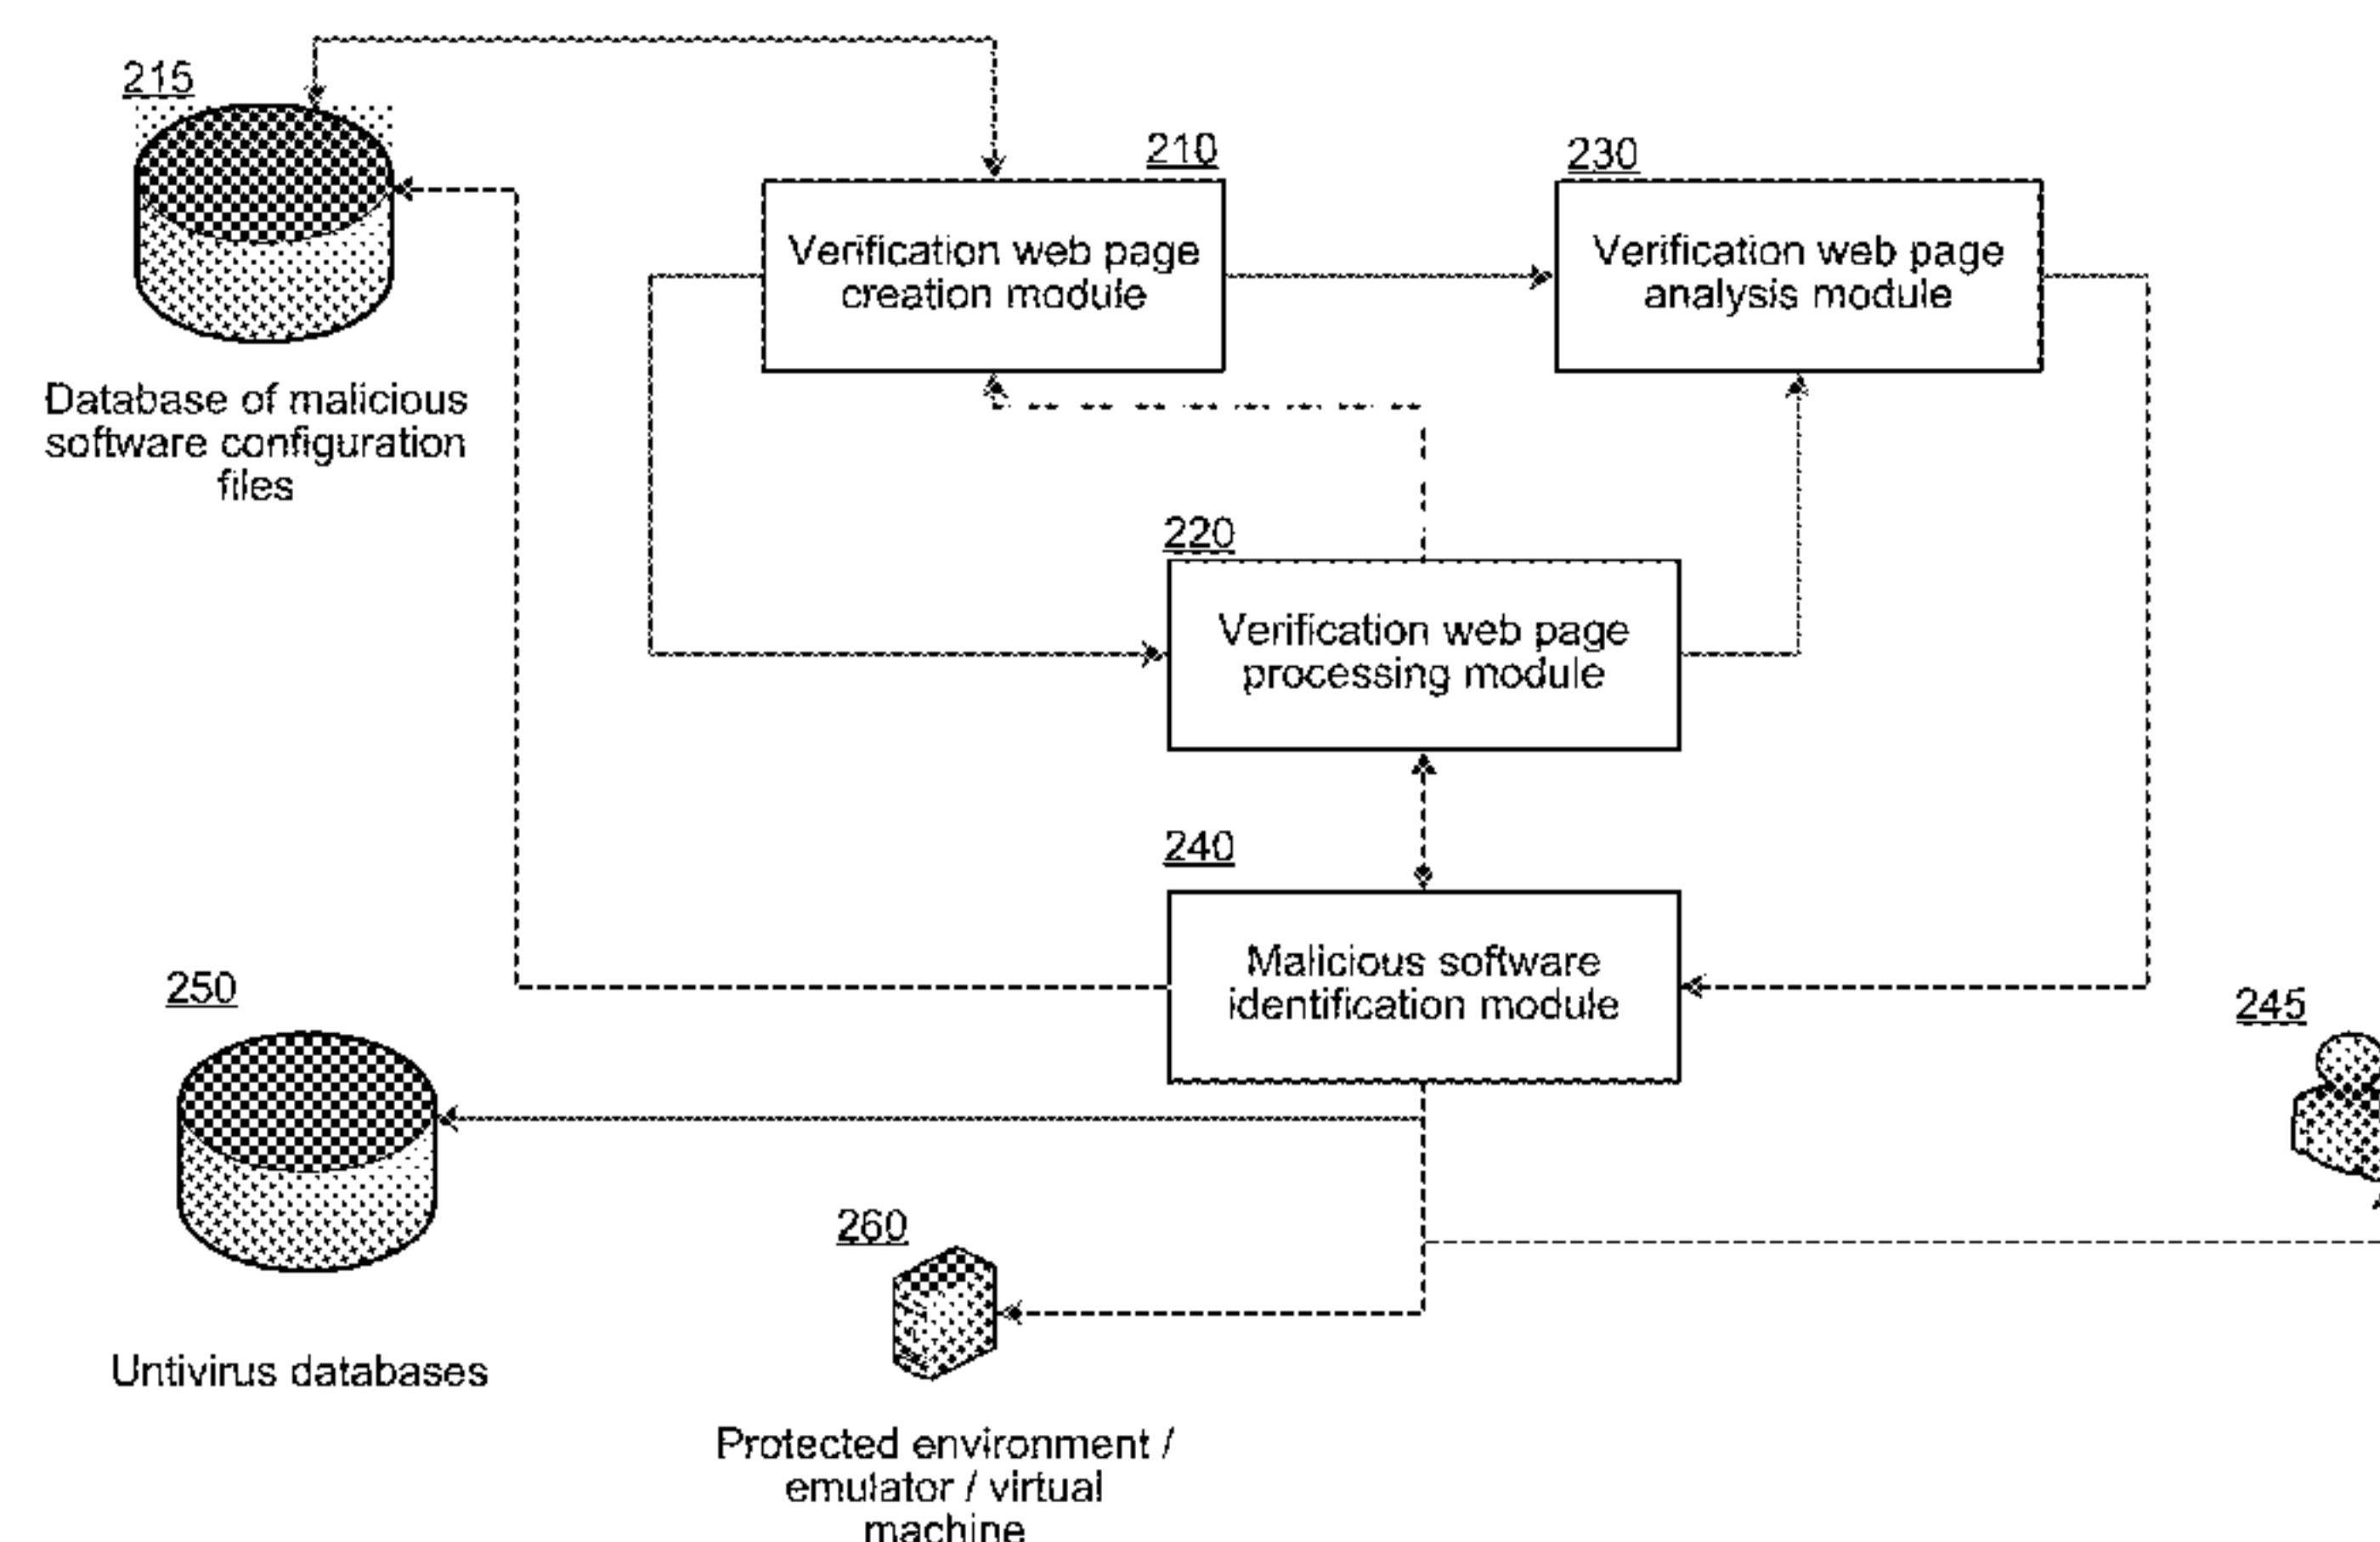 215
210
230
Verification web page
creation module
Verification web page
analysis module
Database of malicious
software configuration
files
220
Verification web page
processing module
240
Malicious software
identification module
250
245
260
Untivirus databases
Protected environment /
emulator / virtual
machine